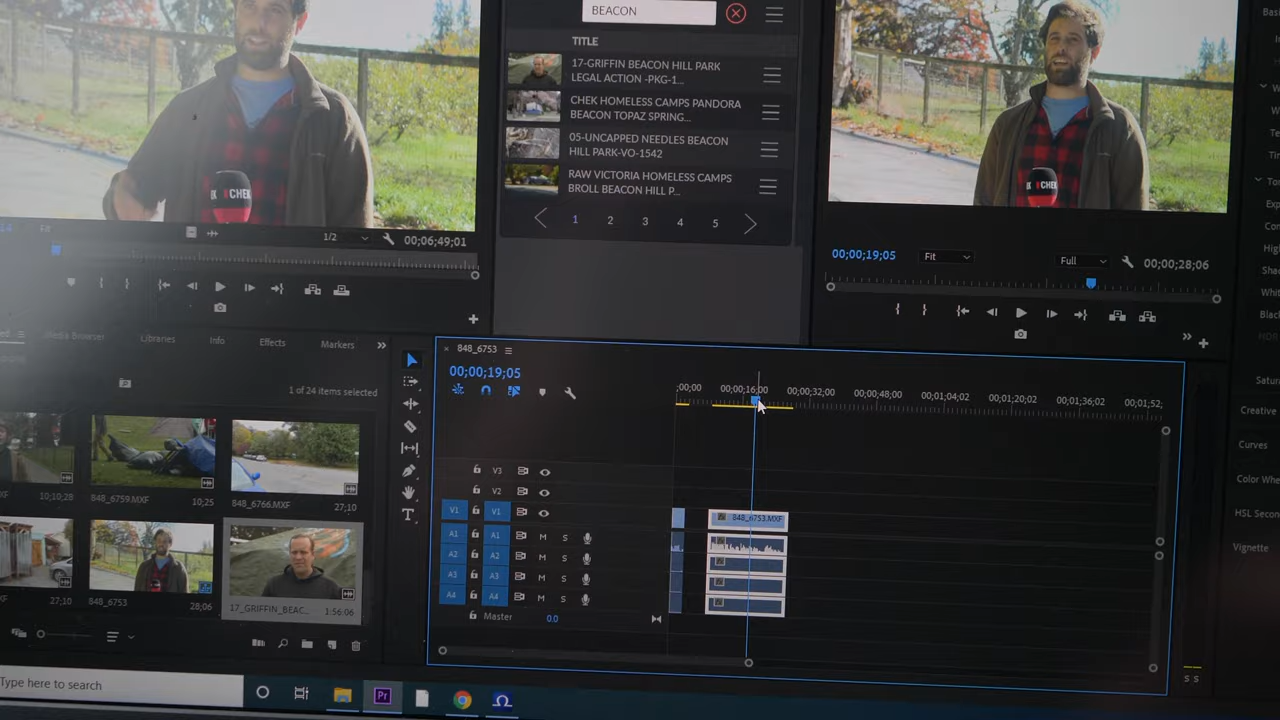 BEACON
TITLE
17-GRIFFIN BEACON HILL PARK
LEGAL ACTION -PKG-1...
CHEK HOMELESS CAMPS PANDORA
BEACON TOPAZ SPRING...
05-UNCAPPED NEEDLES BEACON
HILL PARK-VO-1542
RAW VICTORIA HOMELESS CAMPS
BROLL BEACON HILL P...
1 2 3 4 5
CHEK
CHEK
1/2
00;06;49;01
00;00;19;05
Fit
Full
00;00;28;06
Media Browser
Libraries
Info
Effects
Markers
1 of 24 items selected
10;10;28
848_6759.MXF
10;25
848_6766.MXF
27;10
27;10
848_6753
28;06
17_GRIFFIN_BEAC...
1:56:06
848_6753
00;00;19;05
;00;00
00;00;16;00
00;00;32;00
00;00;48;00
00;01;04;02
00;01;20;02
00;01;36;02
00;01;52;
V3
V2
V1 V1
848_6753.MXF
A1 A1 M S
A2 A2 M S
A3 A3 M S
A4 A4 M S
Master
0.0
S S
Creative
Curves
Color Whe
HSL Secon
Vignette
Type here to search
Pr